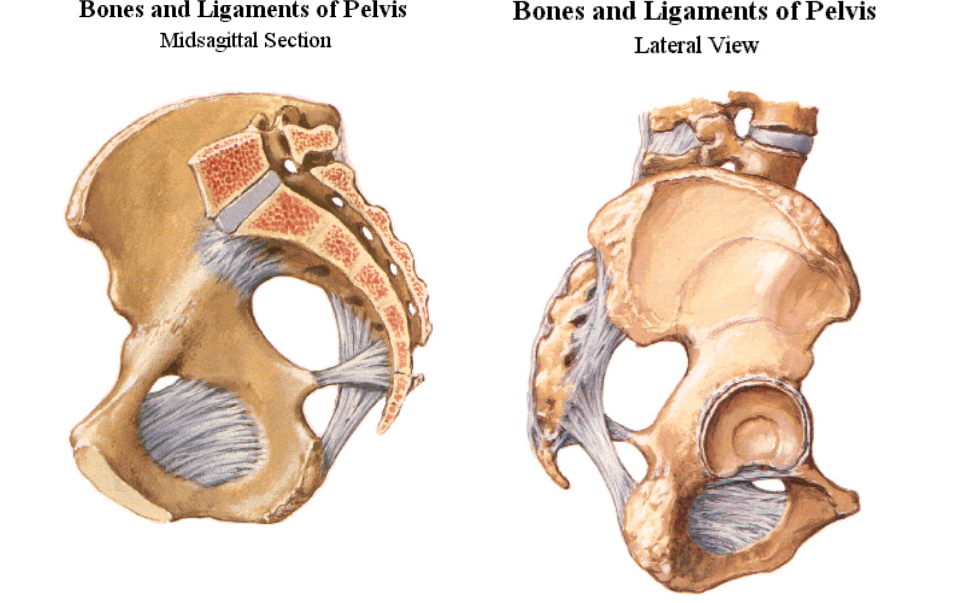 Bones and Ligaments of Pelvis
Midsagittal Section
Bones and Ligaments of Pelvis
Lateral View